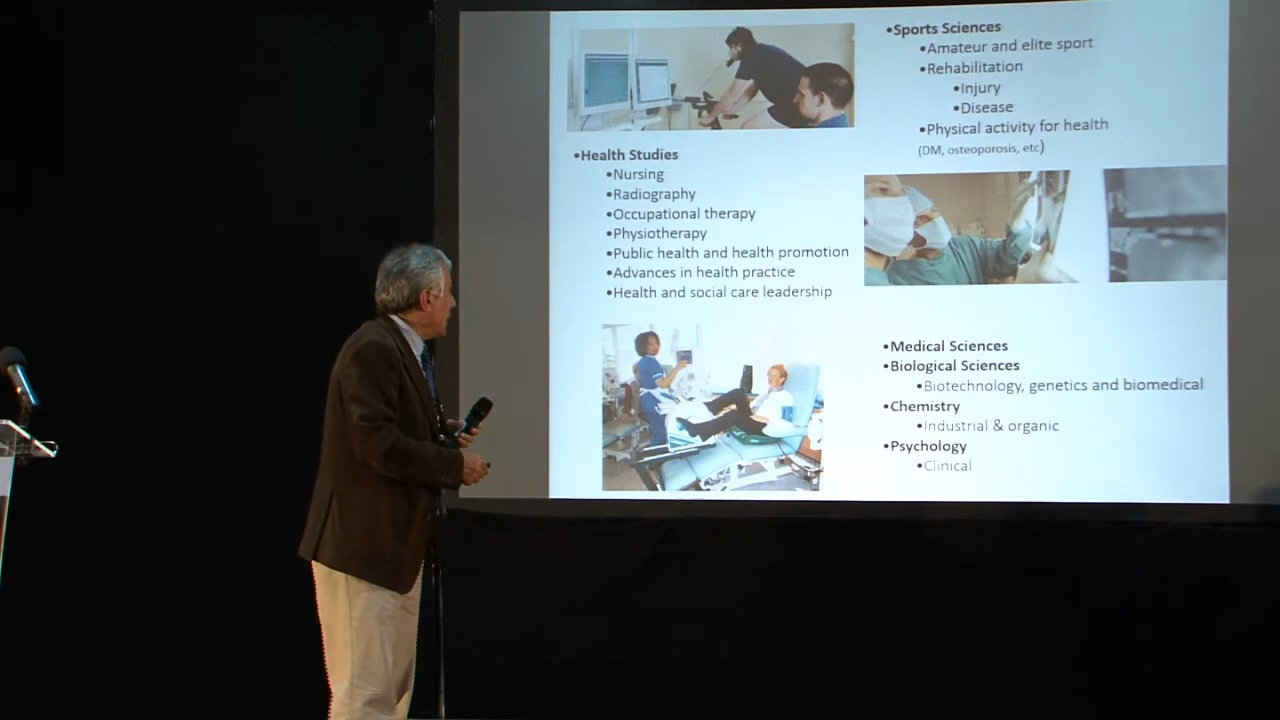 •Sports Sciences
•Amateur and elite sport
•Rehabilitation
•Injury
•Disease
•Physical activity for health
(DM, osteoporosis, etc)
•Health Studies
•Nursing
•Radiography
•Occupational therapy
•Physiotherapy
•Public health and health promotion
•Advances in health practice
•Health and social care leadership
•Medical Sciences
•Biological Sciences
•Biotechnology, genetics and biomedical
•Chemistry
•Industrial & organic
•Psychology
•Clinical